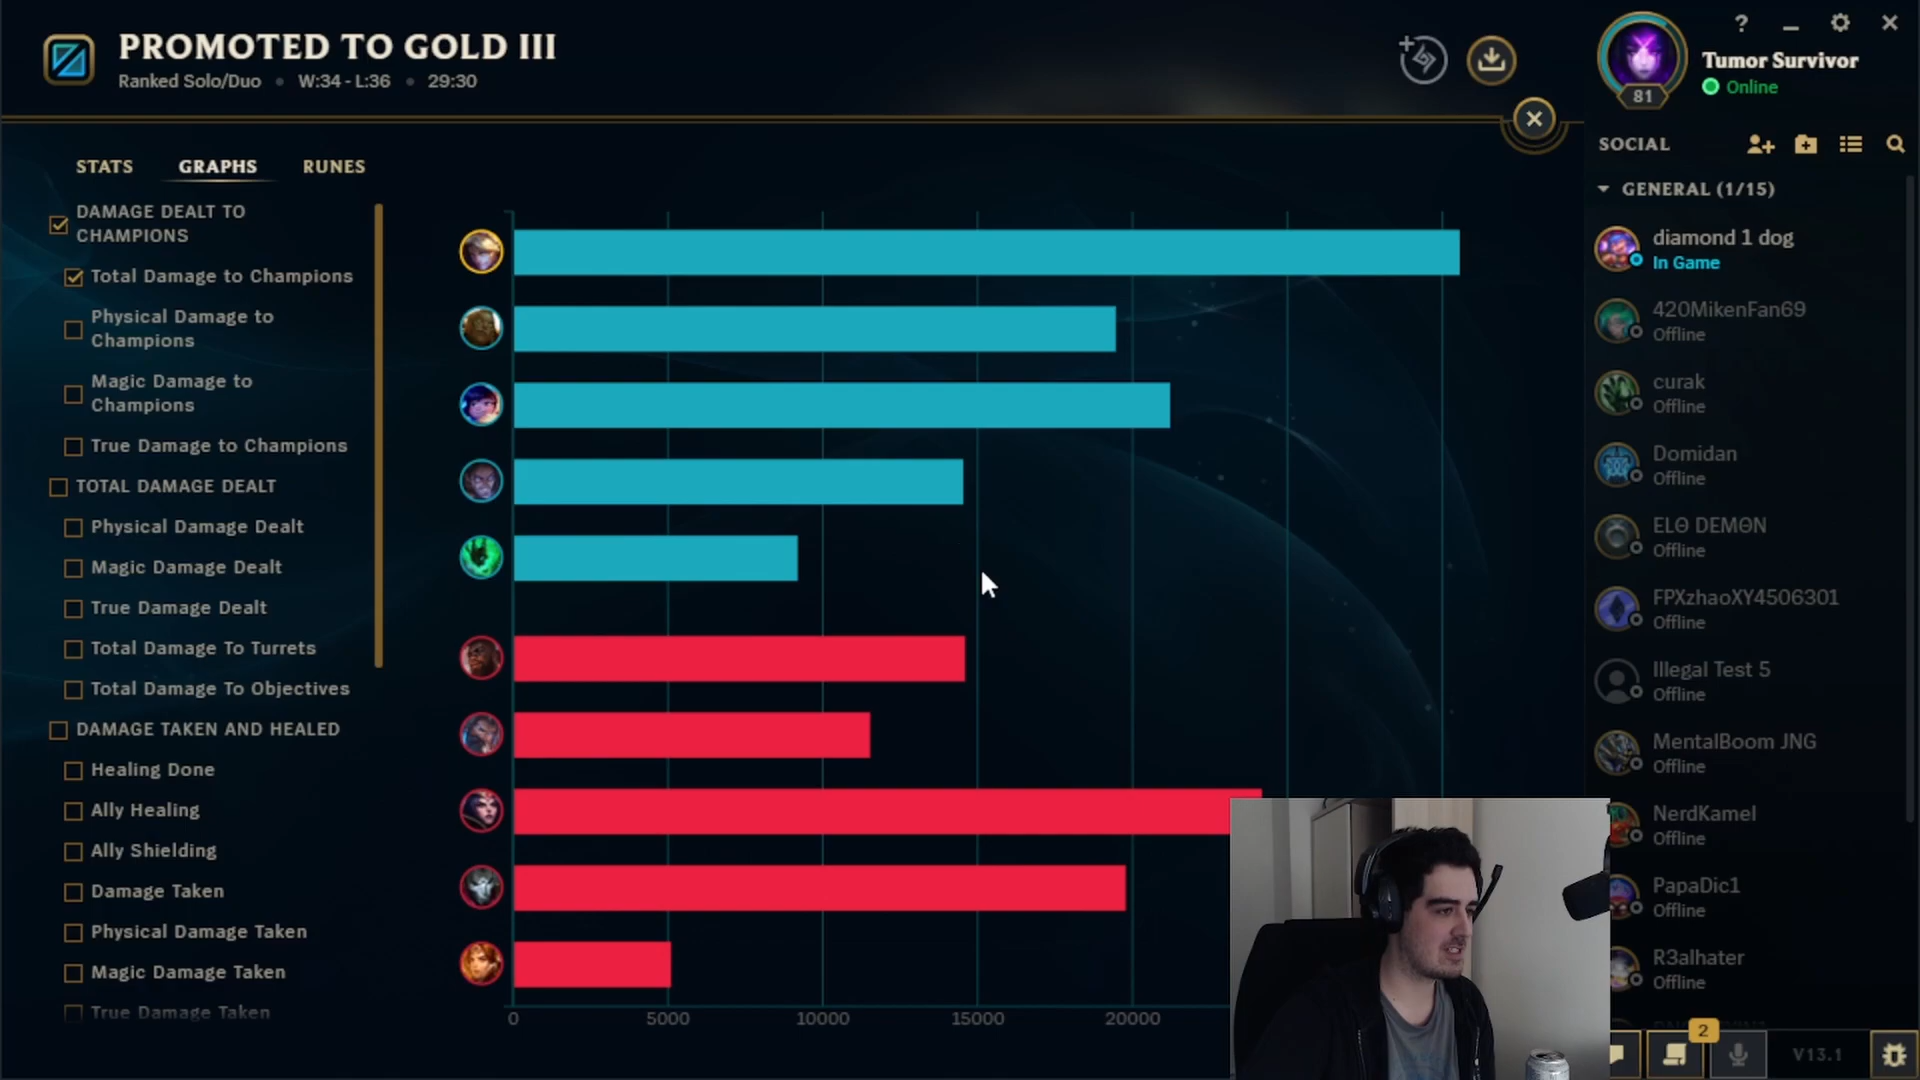 PROMOTED TO GOLD III
Ranked Solo/Duo • W:34 - L:36 • 29:30
?
81
Tumor Survivor
Online
SOCIAL
GENERAL (1/15)
diamond 1 dog
In Game
420MikenFan69
Offline
curak
Offline
Domidan
Offline
ELΘ DEMΘN
Offline
FPXzhaoXY4506301
Offline
Illegal Test 5
Offline
MentalBoom JNG
Offline
NerdKamel
Offline
PapaDic1
Offline
R3alhater
Offline
2
V13.1
STATS GRAPHS RUNES
DAMAGE DEALT TO
CHAMPIONS
Total Damage to Champions
Physical Damage to
Champions
Magic Damage to
Champions
True Damage to Champions
TOTAL DAMAGE DEALT
Physical Damage Dealt
Magic Damage Dealt
True Damage Dealt
Total Damage To Turrets
Total Damage To Objectives
DAMAGE TAKEN AND HEALED
Healing Done
Ally Healing
Ally Shielding
Damage Taken
Physical Damage Taken
Magic Damage Taken
True Damage Taken
0 5000 10000 15000 20000